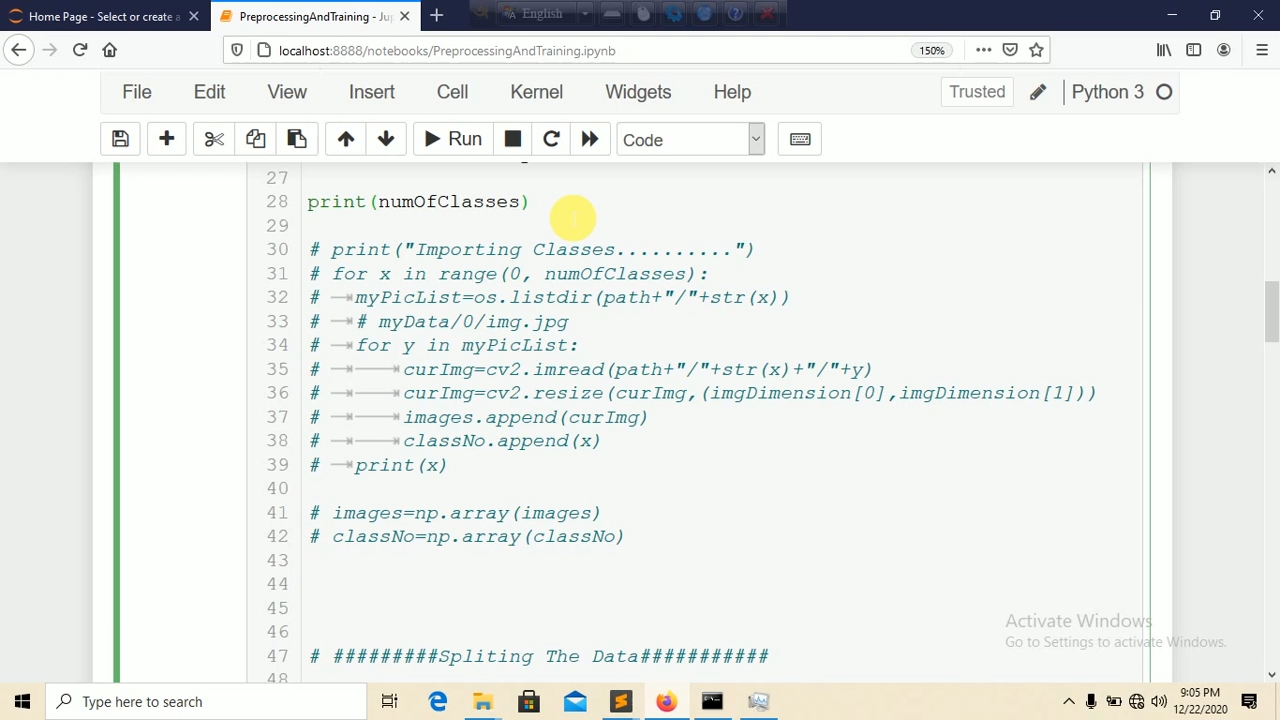 Home Page - Select or create a
PreprocessingAndTraining - Jup
English
localhost:8888/notebooks/PreprocessingAndTraining.ipynb
150%
File Edit View Insert Cell Kernel Widgets Help
Trusted
Python 3
Run
Code
27
28 print(numOfClasses)
29
30 # print("Importing Classes..........")
31 # for x in range(0, numOfClasses):
32 # myPicList=os.listdir(path+"/"+str(x))
33 # # myData/0/img.jpg
34 # for y in myPicList:
35 # curImg=cv2.imread(path+"/"+str(x)+"/"+y)
36 # curImg=cv2.resize(curImg,(imgDimension[0],imgDimension[1]))
37 # images.append(curImg)
38 # classNo.append(x)
39 # print(x)
40
41 # images=np.array(images)
42 # classNo=np.array(classNo)
43
44
45
46
47 # #########Spliting The Data###########
48
Activate Windows
Go to Settings to activate Windows.
Type here to search
9:05 PM
12/22/2020